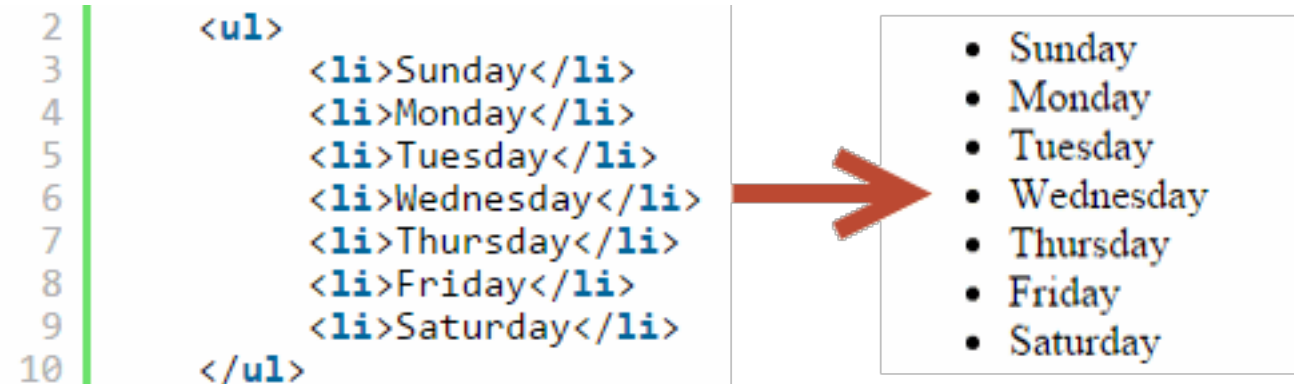 2 <ul>
3 <li>Sunday</li>
4 <li>Monday</li>
5 <li>Tuesday</li>
6 <li>Wednesday</li>
7 <li>Thursday</li>
8 <li>Friday</li>
9 <li>Saturday</li>
10 </ul>
• Sunday
• Monday
• Tuesday
• Wednesday
• Thursday
• Friday
• Saturday